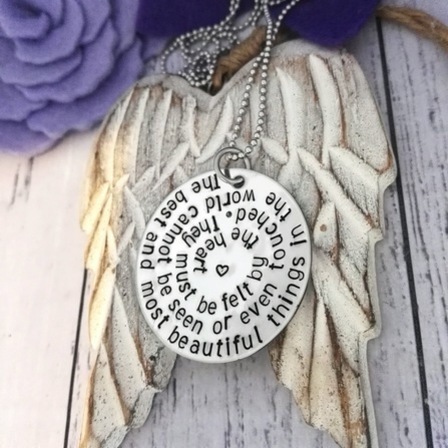 The best and most beautiful things in the world cannot be seen or even touched. They must be felt by the heart